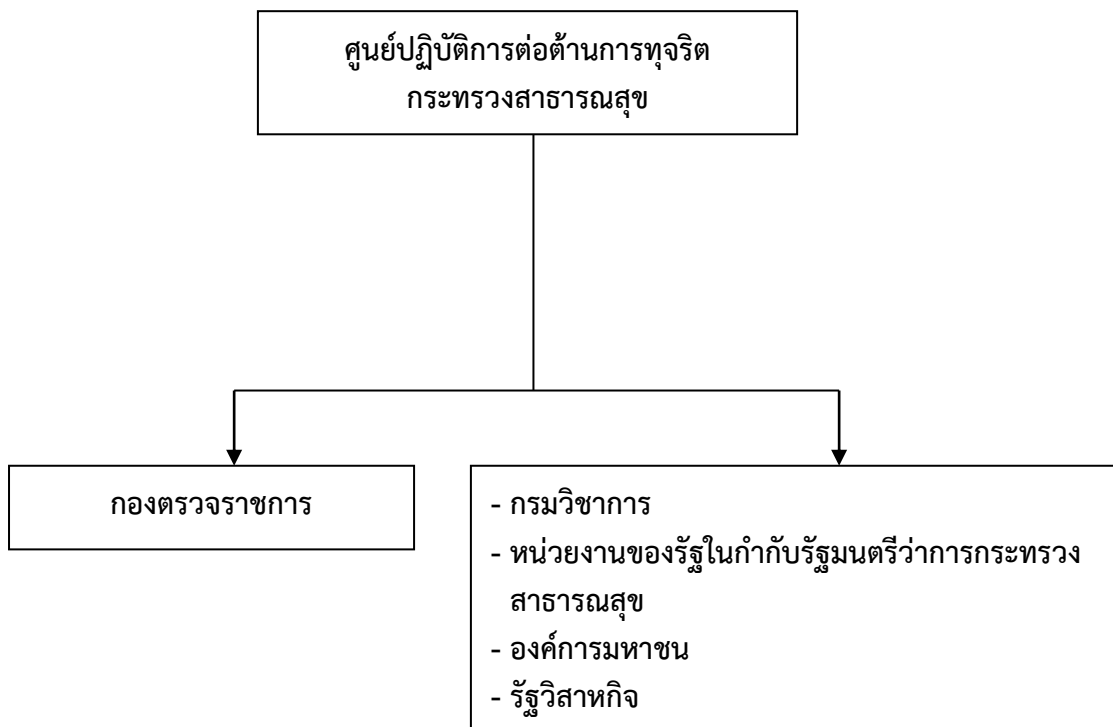 ศูนย์ปฏิบัติการต่อต้านการทุจริต
กระทรวงสาธารณสุข
กองตรวจราชการ
- กรมวิชาการ
- หน่วยงานของรัฐในกำกับรัฐมนตรีว่าการกระทรวง
สาธารณสุข
- องค์การมหาชน
- รัฐวิสาหกิจ